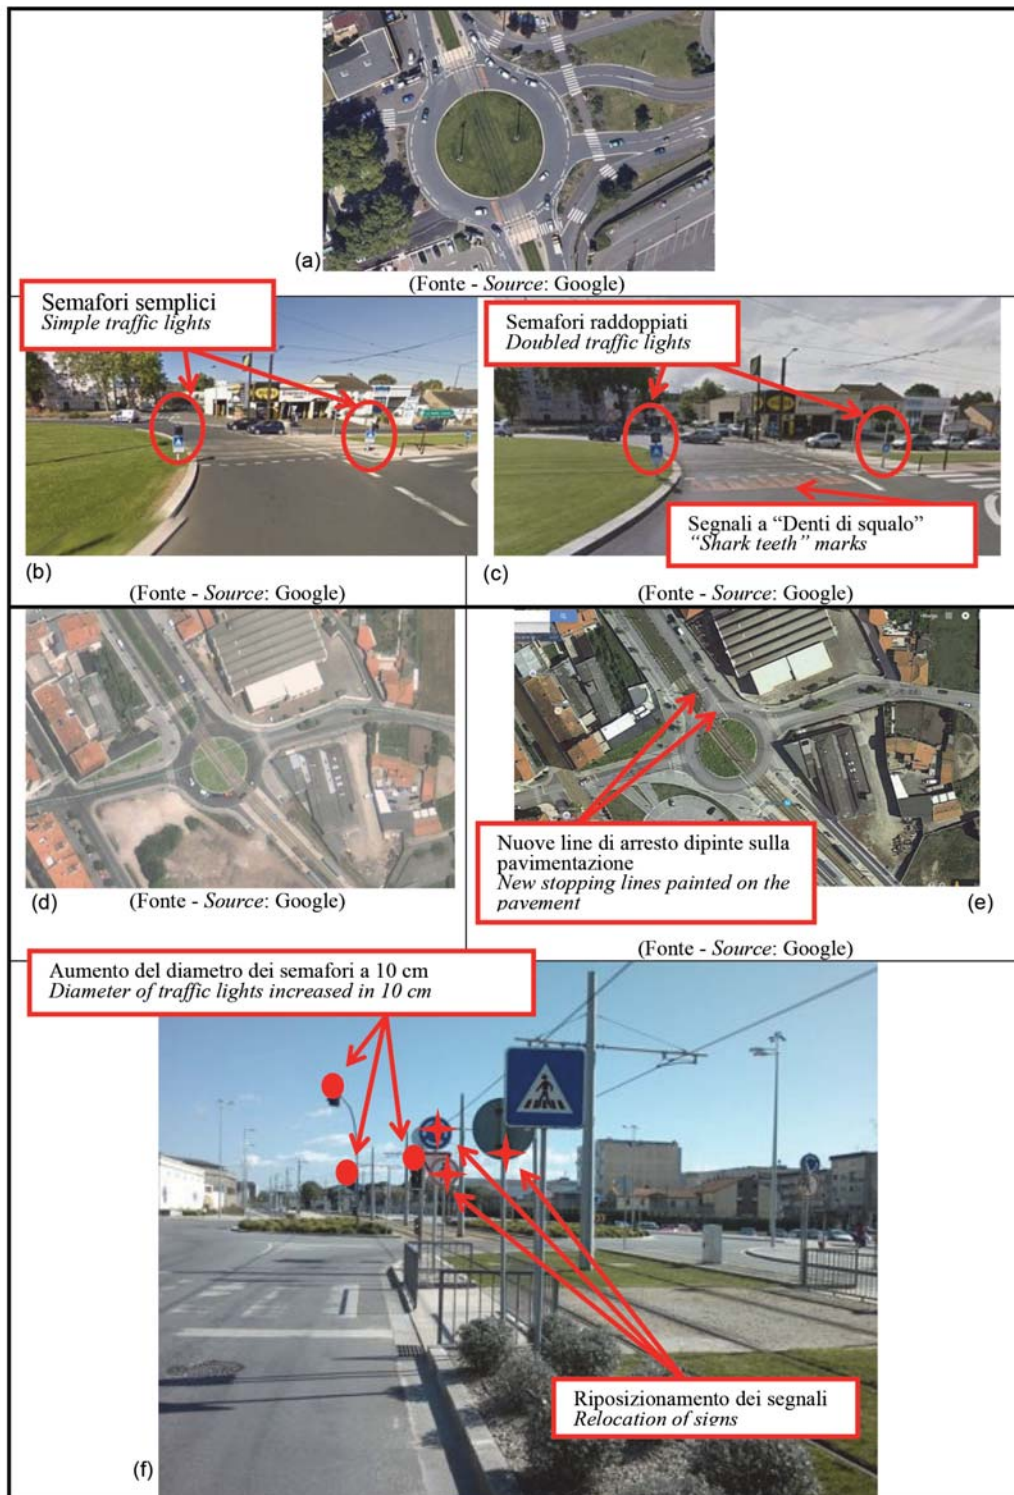 (a)
(Fonte - Source: Google)
Semafori semplici
Simple traffic lights
Semafori raddoppiati
Doubled traffic lights
Segnali a “Denti di squalo”
“Shark teeth” marks
(b)
(Fonte - Source: Google)
(c)
(Fonte - Source: Google)
(d)
(Fonte - Source: Google)
Nuove line di arresto dipinte sulla
pavimentazione
New stopping lines painted on the
pavement
(e)
(Fonte - Source: Google)
Aumento del diametro dei semafori a 10 cm
Diameter of traffic lights increased in 10 cm
Riposizionamento dei segnali
Relocation of signs
(f)